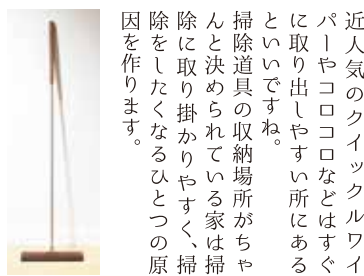 近人気のクイックルワイ
パーやコロコロなどはすぐ
に取り出しやすい所にある
といいですね。
掃除道具の収納場所がちゃ
んと決められている家は掃
除に取り掛かりやすく、掃
除をしたくなるひとつの原
因を作ります。